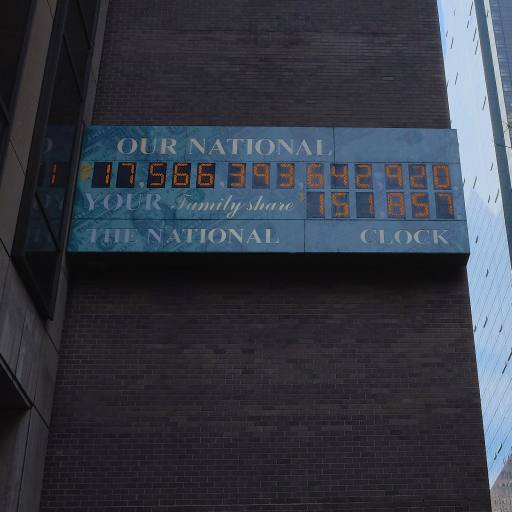 OUR NATIONAL
$17,566,393,642,920
YOUR Family share $151,857
THE NATIONAL CLOCK